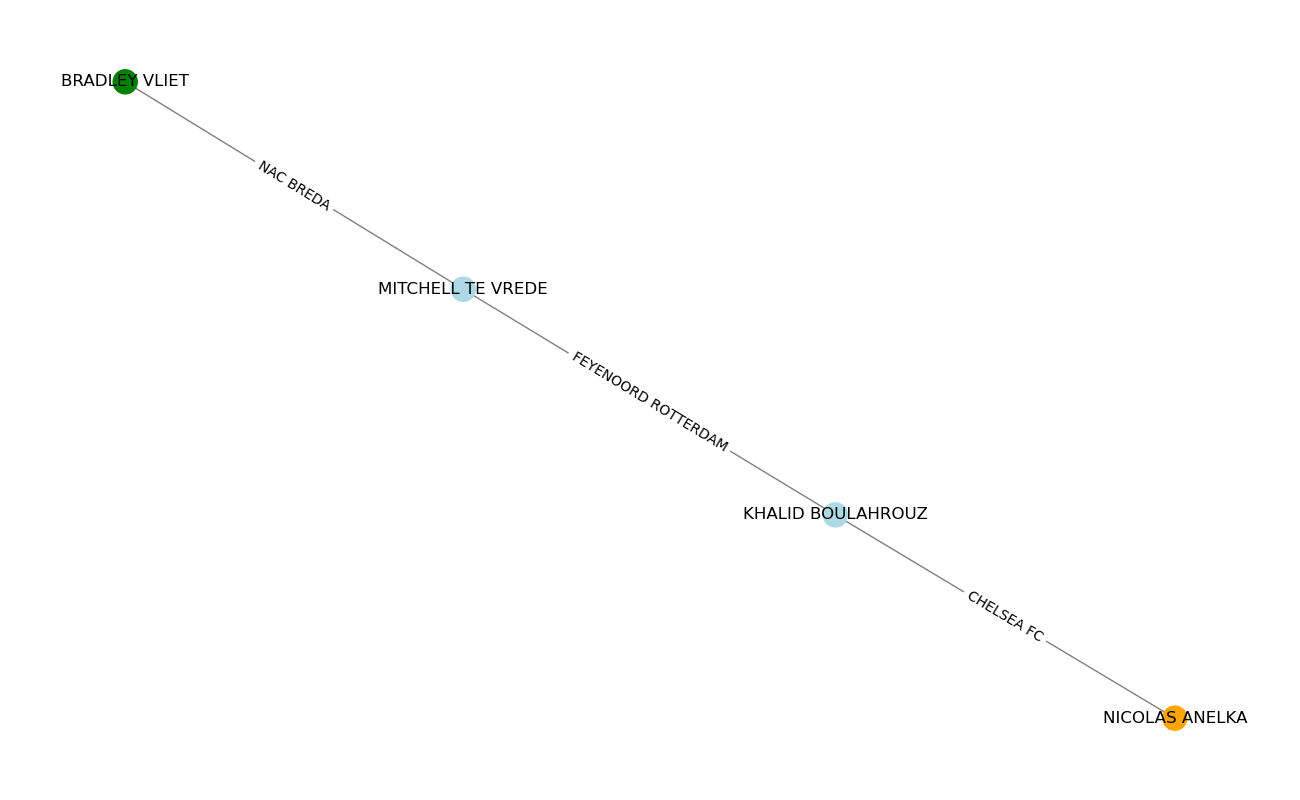 BRADLEY VLIET
NAC BREDA
MITCHELL TE VREDE
FEYENOORD ROTTERDAM
KHALID BOULAHROUZ
CHELSEA FC
NICOLAS ANELKA